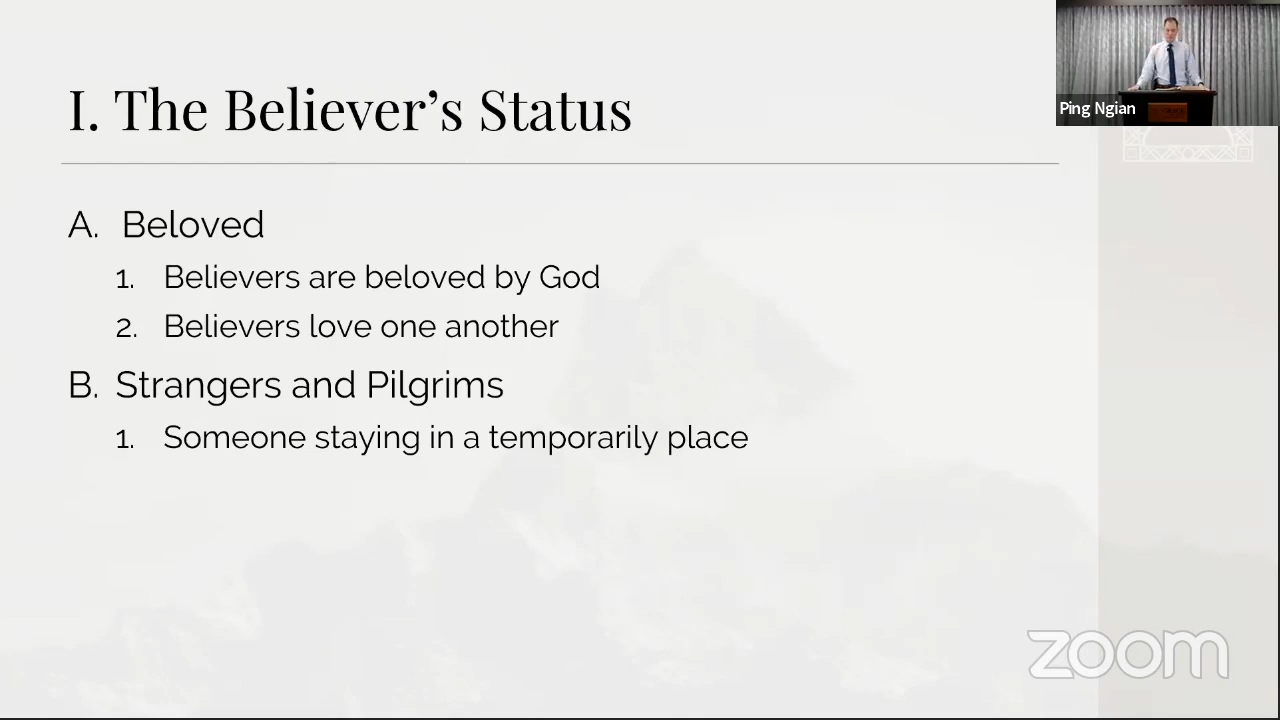 I. The Believer’s Status
Ping Ngian
A. Beloved
1. Believers are beloved by God
2. Believers love one another
B. Strangers and Pilgrims
1. Someone staying in a temporarily place
zoom